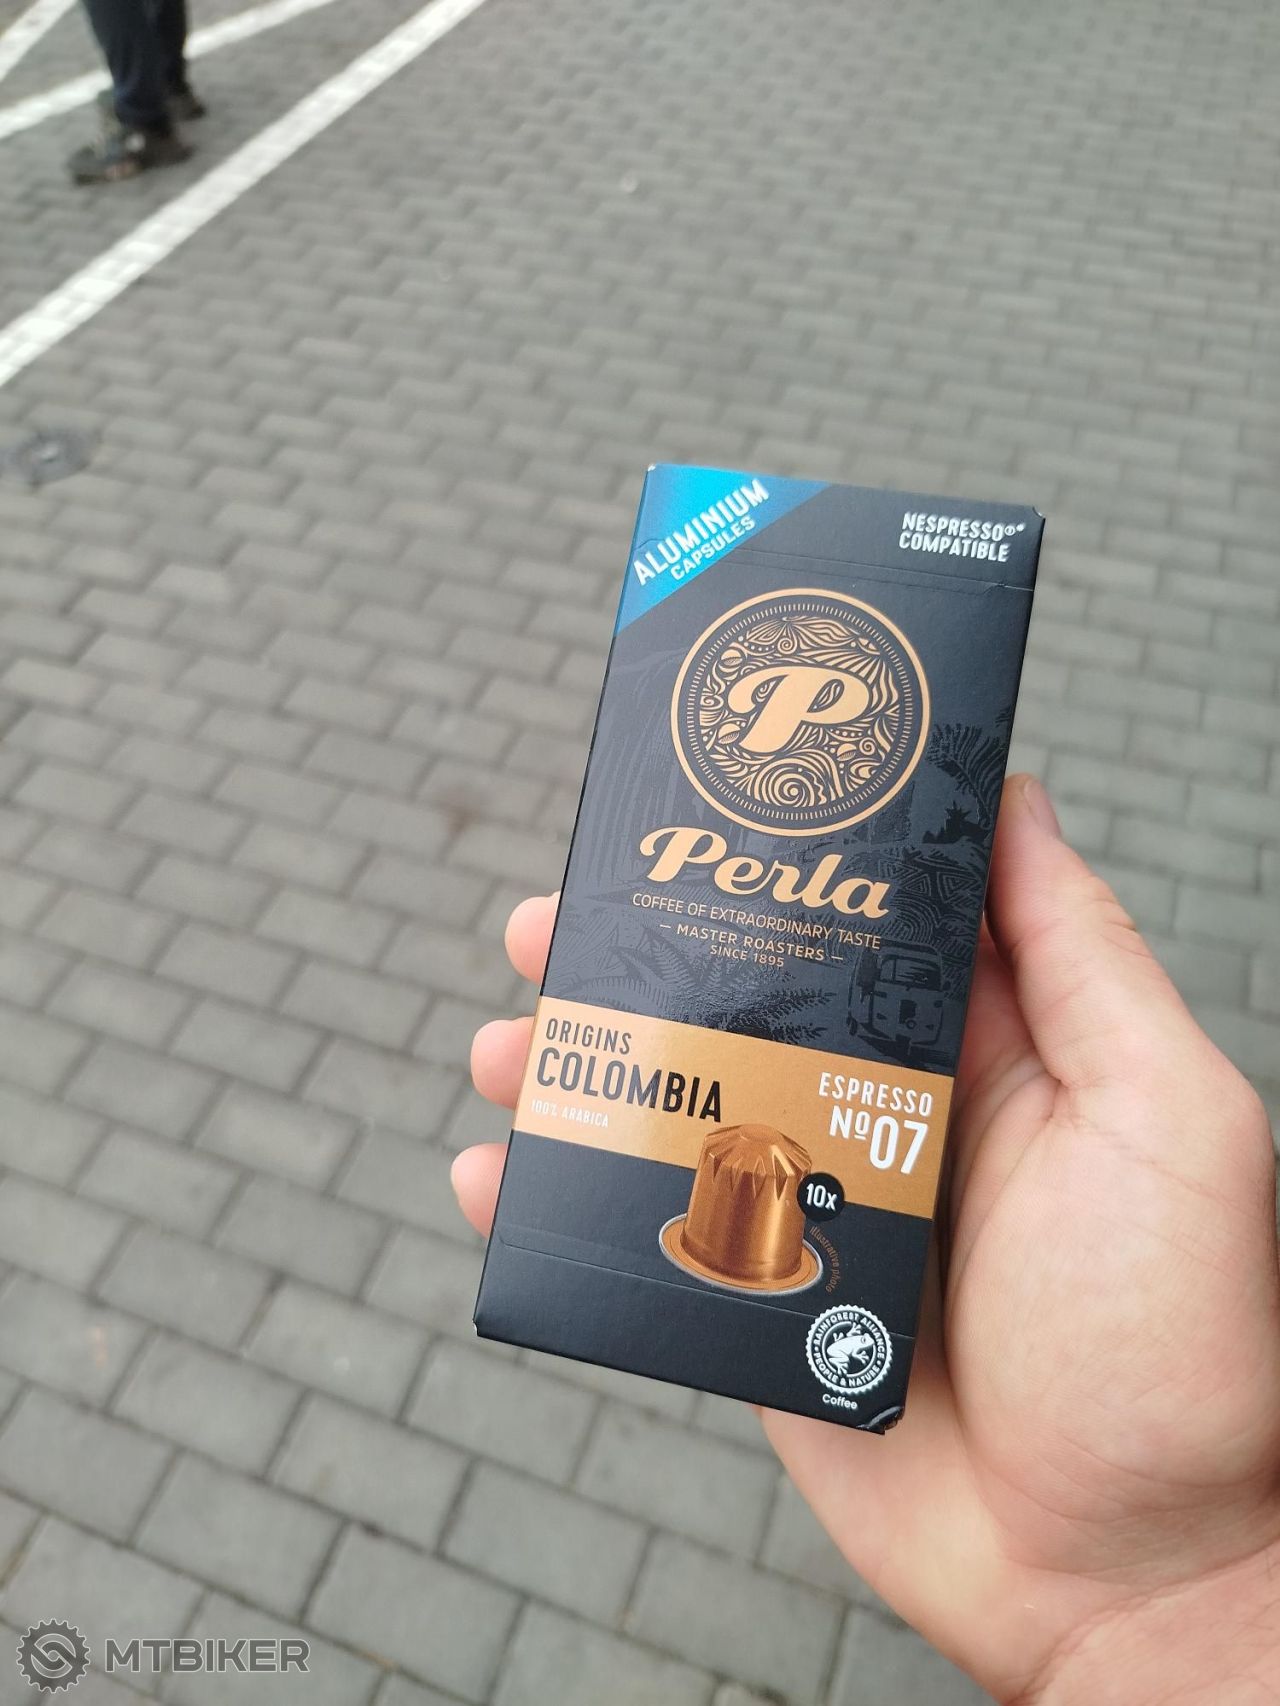 ALUMINIUM
CAPSULES
NESPRESSO®*
COMPATIBLE
P
Perla
COFFEE OF EXTRAORDINARY TASTE
— MASTER ROASTERS —
SINCE 1895
ORIGINS
COLOMBIA
100% ARABICA
ESPRESSO
Nº07
10x
illustrative photo
RAINFOREST ALLIANCE
PEOPLE & NATURE
Coffee
MTBIKER